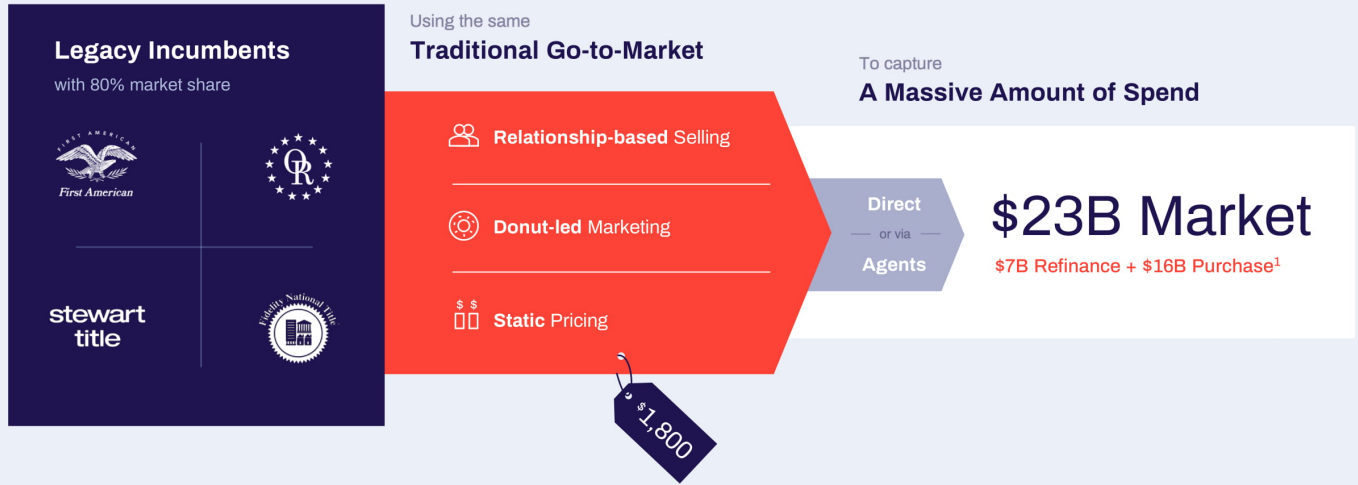 Legacy Incumbents
with 80% market share
FIRST AMERICAN
First American
OR
stewart
title
Fidelity National Title
Using the same
Traditional Go-to-Market
Relationship-based Selling
Donut-led Marketing
$ $
Static Pricing
$1,800
To capture
A Massive Amount of Spend
Direct
or via
Agents
$23B Market
$7B Refinance + $16B Purchase¹